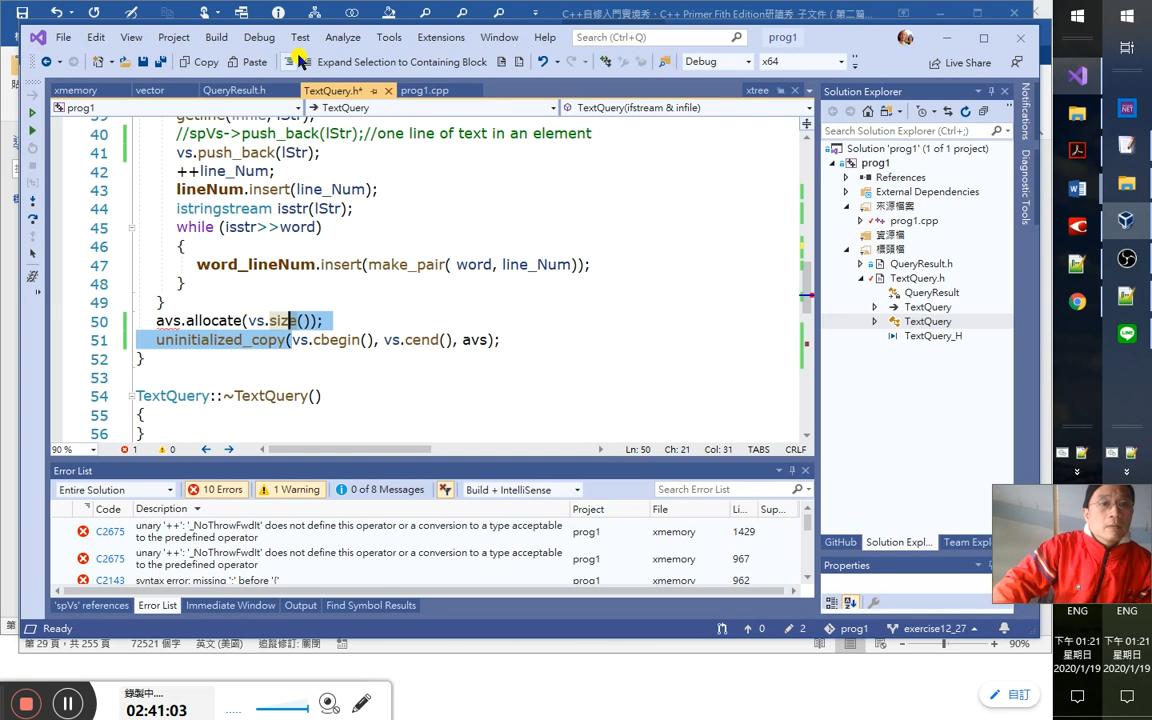 C++自修入門實境秀、C++ Primer Fith Edition研讀秀 子文件（第二篇
File Edit View Project Build Debug Test Analyze Tools Extensions Window Help Search (Ctrl+Q) prog1
Copy Paste Expand Selection to Containing Block Debug x64 Live Share
xmemory vector QueryResult.h TextQuery.h* prog1.cpp xtree
prog1 TextQuery TextQuery(ifstream & infile)
40 //spVs->push_back(lStr);//one line of text in an element
41 vs.push_back(lStr);
42 ++line_Num;
43 lineNum.insert(line_Num);
44 istringstream isstr(lStr);
45 while (isstr>>word)
46 {
47 word_lineNum.insert(make_pair( word, line_Num));
48 }
49 }
50 avs.allocate(vs.size());
51 uninitialized_copy(vs.cbegin(), vs.cend(), avs);
52 }
53
54 TextQuery::~TextQuery()
55 {
56 }
90 % 1 0 Ln: 50 Ch: 21 Col: 31 TABS CRLF
Error List
Entire Solution 10 Errors 1 Warning 0 of 8 Messages Build + IntelliSense Search Error List
Code Description Project File Li... Sup...
C2675 unary '++': '_NoThrowFwdIt' does not define this operator or a conversion to a type acceptable to the predefined operator prog1 xmemory 1429
C2675 unary '++': '_NoThrowFwdIt' does not define this operator or a conversion to a type acceptable to the predefined operator prog1 xmemory 967
C2143 syntax error: missing ';' before '{' prog1 xmemory 962
'spVs' references Error List Immediate Window Output Find Symbol Results
Ready 0 2 prog1 exercise12_27
Solution Explorer
Search Solution Explorer (Ctrl+;)
Solution 'prog1' (1 of 1 project)
prog1
References
External Dependencies
來源檔案
prog1.cpp
資源檔
標頭檔
QueryResult.h
TextQuery.h
QueryResult
TextQuery
TextQuery
TextQuery_H
GitHub Solution Expl... Team Expl
Properties
Notifications
Diagnostic Tools
第 29 頁，共 255 頁 72521 個字 英文 (美國) 追蹤修訂: 關閉 90%
錄製中...
02:41:03
自訂
ENG ENG
下午 01:21 下午 01:21
星期日 星期日
2020/1/19 2020/1/19